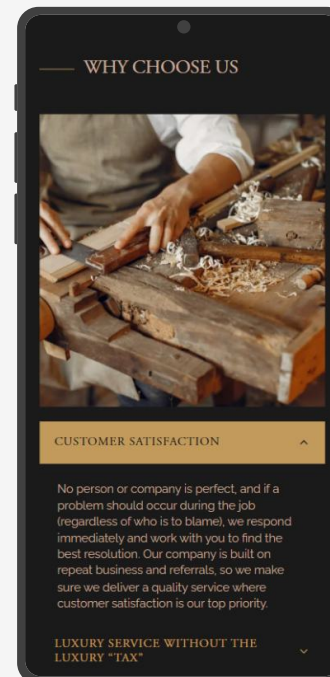 WHY CHOOSE US
CUSTOMER SATISFACTION
No person or company is perfect, and if a
problem should occur during the job
(regardless of who is to blame), we respond
immediately and work with you to find the
best resolution. Our company is built on
repeat business and referrals, so we make
sure we deliver a quality service where
customer satisfaction is our top priority.
LUXURY SERVICE WITHOUT THE
LUXURY “TAX”